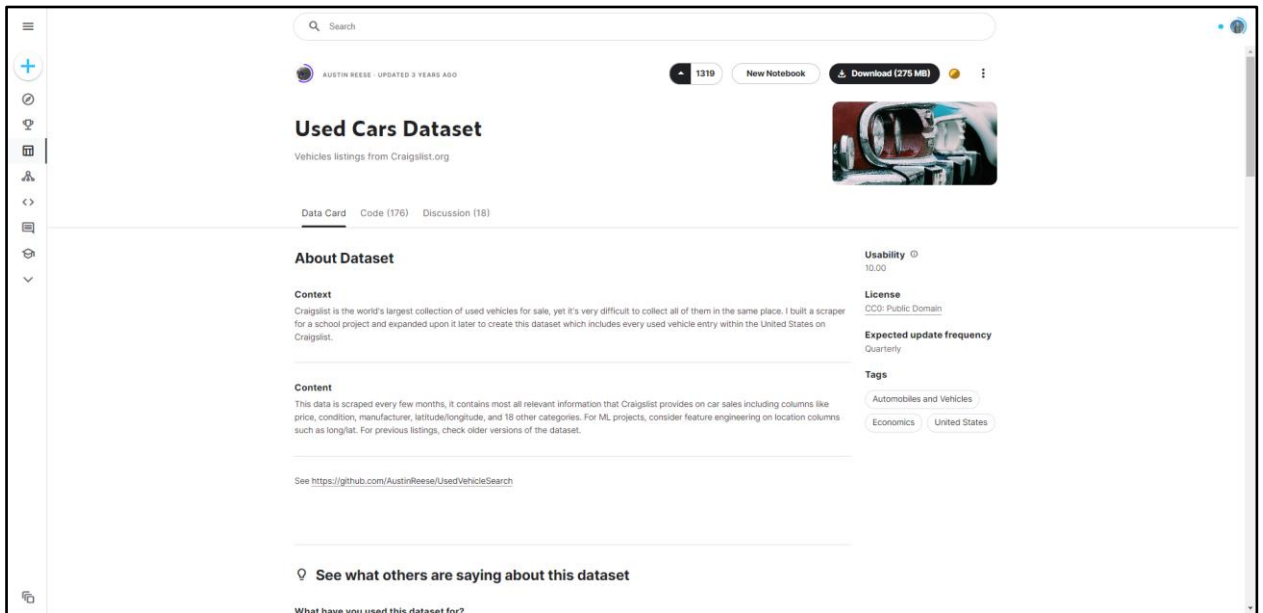 Search
AUSTIN REESE · UPDATED 3 YEARS AGO
1319
New Notebook
Download (275 MB)
Used Cars Dataset
Vehicles listings from Craigslist.org
Data Card
Code (176)
Discussion (18)
About Dataset
Context
Craigslist is the world's largest collection of used vehicles for sale, yet it's very difficult to collect all of them in the same place. I built a scraper
for a school project and expanded upon it later to create this dataset which includes every used vehicle entry within the United States on
Craigslist.
Content
This data is scraped every few months, it contains most all relevant information that Craigslist provides on car sales including columns like
price, condition, manufacturer, latitude/longitude, and 18 other categories. For ML projects, consider feature engineering on location columns
such as long/lat. For previous listings, check older versions of the dataset.
See https://github.com/AustinReese/UsedVehicleSearch
Usability
10.00
License
CC0: Public Domain
Expected update frequency
Quarterly
Tags
Automobiles and Vehicles
Economics
United States
See what others are saying about this dataset
What have you used this dataset for?